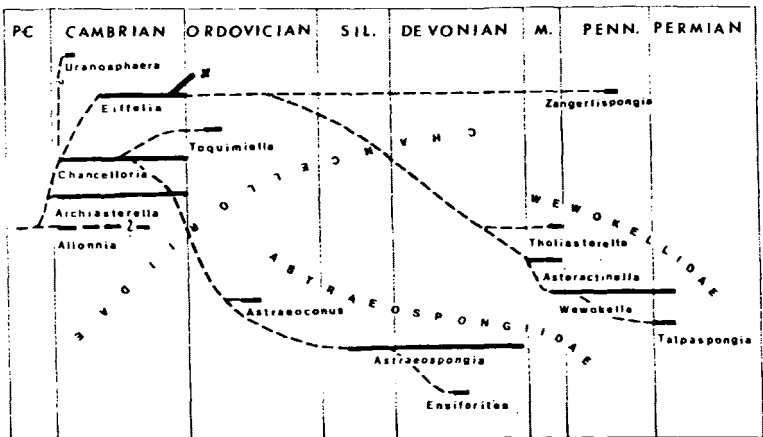 P-Є CAMBRIAN ORDOVICIAN SIL. DEVONIAN M. PENN. PERMIAN
Uranosphaera
?
Eiffelia
*
Zangerlispongia
Toquimiella
Chancelloria
CHANCELLORIIDAE
Archiasterella
?
Allonnia
WEWOKELLIDAE
Tholiasterella
Asteractinella
Wewokella
ASTRAEOSPONGIIDAE
Astraeoconus
Astraeospongia
Talpaspongia
Ensiferites